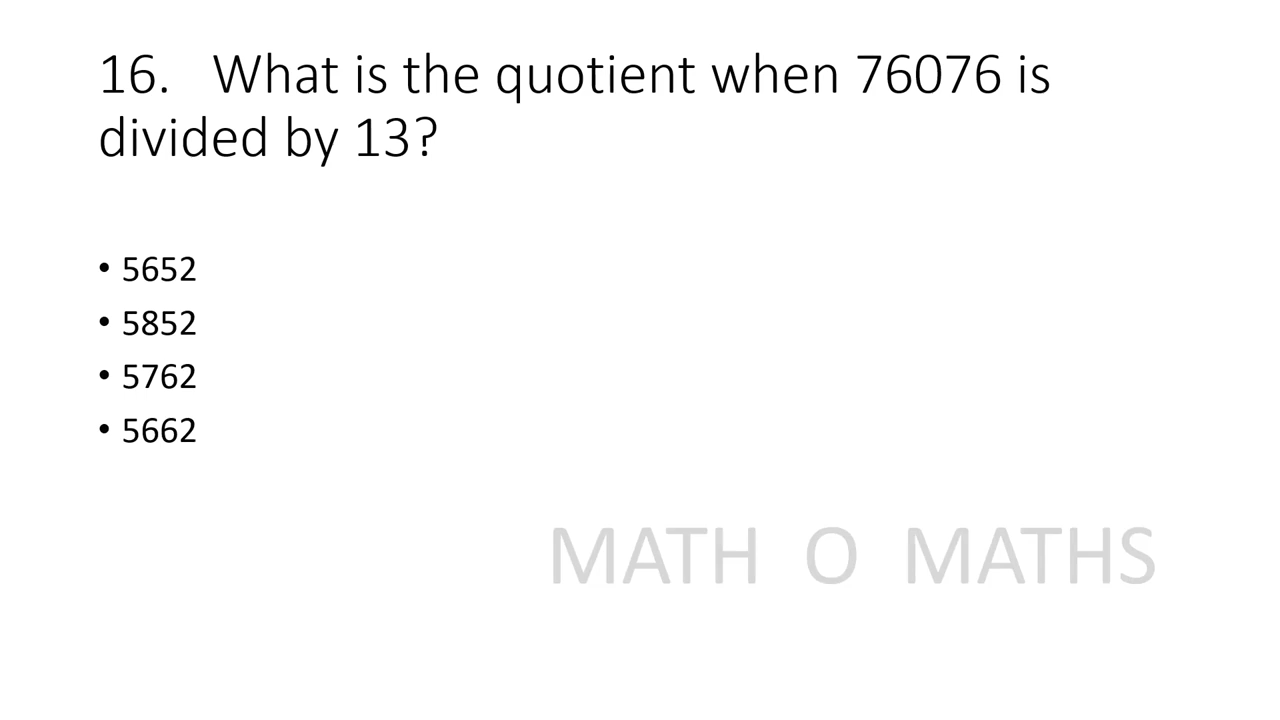 16. What is the quotient when 76076 is
divided by 13?
• 5652
• 5852
• 5762
• 5662
MATH O MATHS